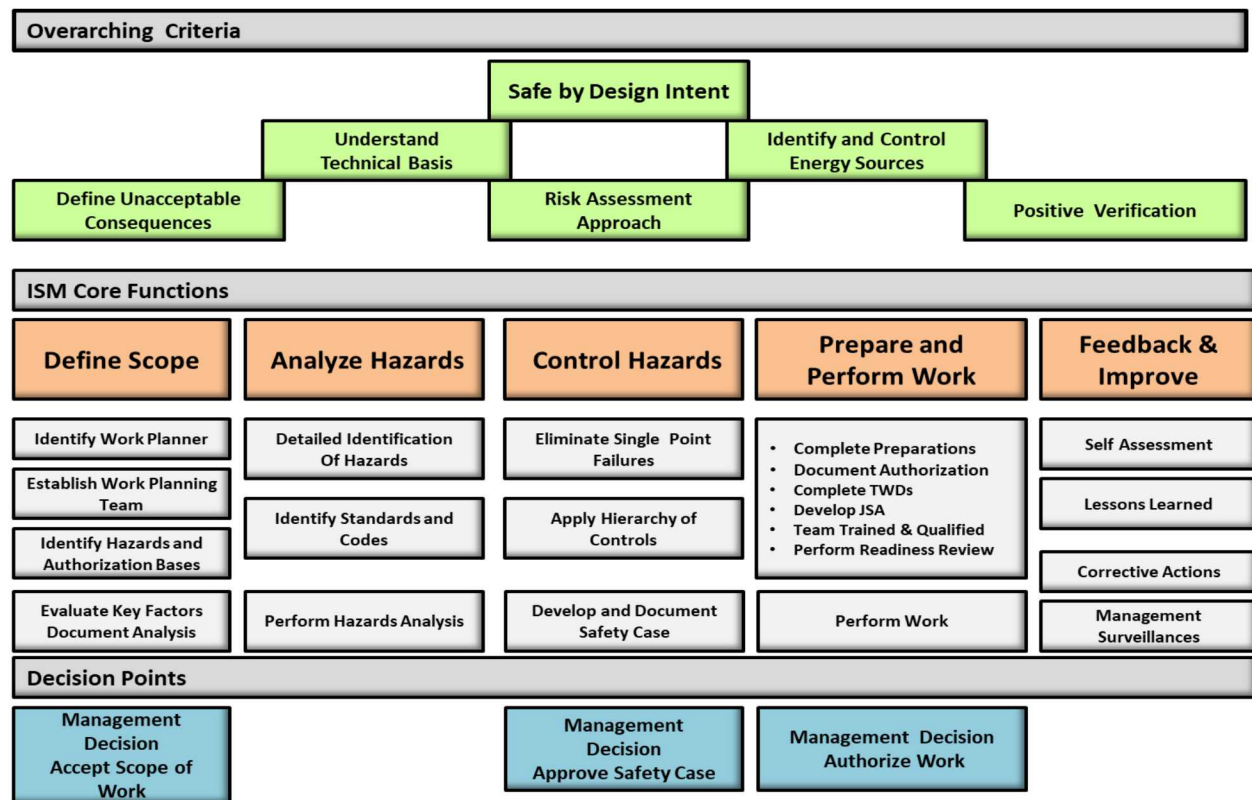 Overarching Criteria
Safe by Design Intent
Understand
Technical Basis
Identify and Control
Energy Sources
Define Unacceptable
Consequences
Risk Assessment
Approach
Positive Verification
ISM Core Functions
Define Scope
Analyze Hazards
Control Hazards
Prepare and
Perform Work
Feedback &
Improve
Identify Work Planner
Establish Work Planning
Team
Identify Hazards and
Authorization Bases
Evaluate Key Factors
Document Analysis
Detailed Identification
Of Hazards
Identify Standards and
Codes
Perform Hazards Analysis
Eliminate Single Point
Failures
Apply Hierarchy of
Controls
Develop and Document
Safety Case
• Complete Preparations
• Document Authorization
• Complete TWDs
• Develop JSA
• Team Trained & Qualified
• Perform Readiness Review
Perform Work
Self Assessment
Lessons Learned
Corrective Actions
Management
Surveillances
Decision Points
Management
Decision
Accept Scope of
Work
Management
Decision
Approve Safety Case
Management Decision
Authorize Work